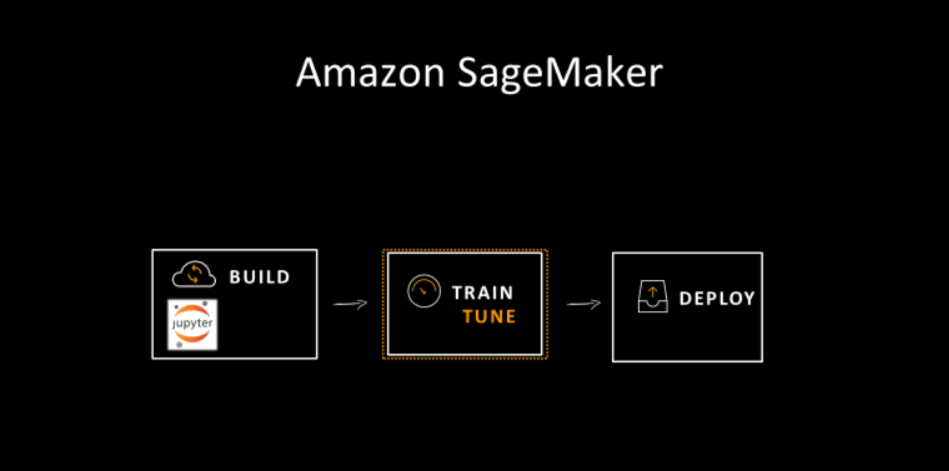 Amazon SageMaker
BUILD
jupyter
TRAIN
TUNE
DEPLOY